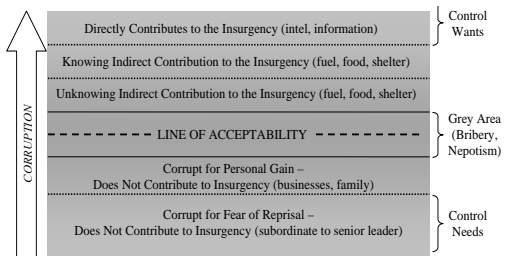 CORRUPTION
Directly Contributes to the Insurgency (intel, information)
Knowing Indirect Contribution to the Insurgency (fuel, food, shelter)
Unknowing Indirect Contribution to the Insurgency (fuel, food, shelter)
LINE OF ACCEPTABILITY
Corrupt for Personal Gain –
Does Not Contribute to Insurgency (businesses, family)
Corrupt for Fear of Reprisal –
Does Not Contribute to Insurgency (subordinate to senior leader)
Control
Wants
Grey Area
(Bribery,
Nepotism)
Control
Needs